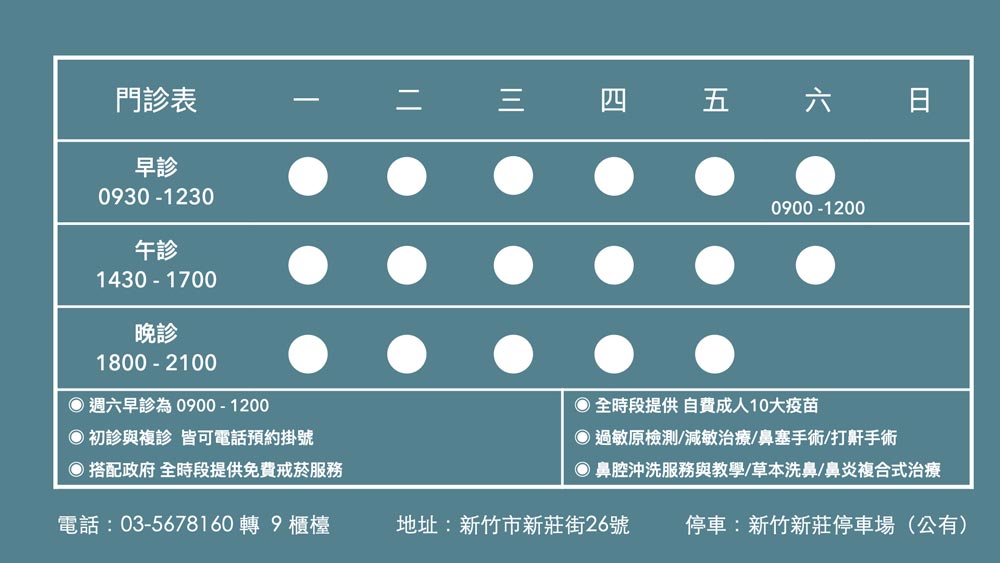 門診表 一 二 三 四 五 六 日
早診
0930 -1230
0900 -1200
午診
1430 - 1700
晚診
1800 - 2100
◉ 週六早診為 0900 - 1200
◉ 初診與複診 皆可電話預約掛號
◉ 搭配政府 全時段提供免費戒菸服務
◉ 全時段提供 自費成人10大疫苗
◉ 過敏原檢測/減敏治療/鼻塞手術/打鼾手術
◉ 鼻腔沖洗服務與教學/草本洗鼻/鼻炎複合式治療
電話：03-5678160 轉 9 櫃檯 地址：新竹市新莊街26號 停車：新竹新莊停車場（公有）